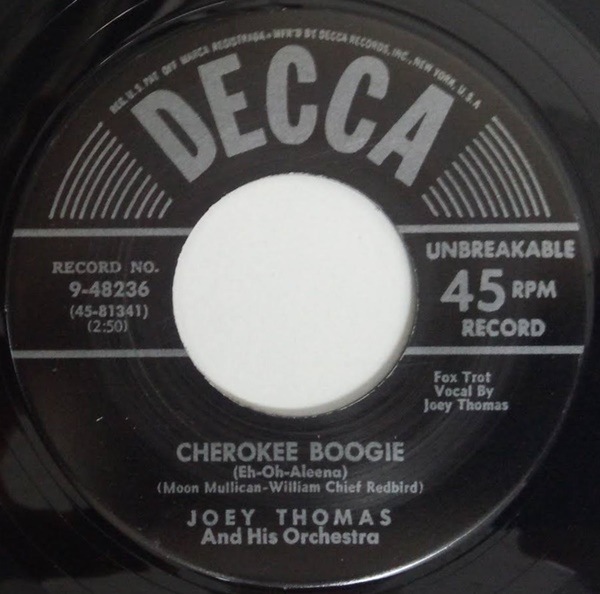 REG. U.S. PAT. OFF. MARCA REGISTRADA • MFR'D BY DECCA RECORDS, INC., NEW YORK, U.S.A
DECCA
RECORD NO.
9-48236
(45-81341)
(2:50)
UNBREAKABLE
45 RPM
RECORD
Fox Trot
Vocal By
Joey Thomas
CHEROKEE BOOGIE
(Eh-Oh-Aleena)
(Moon Mullican-William Chief Redbird)
JOEY THOMAS
And His Orchestra